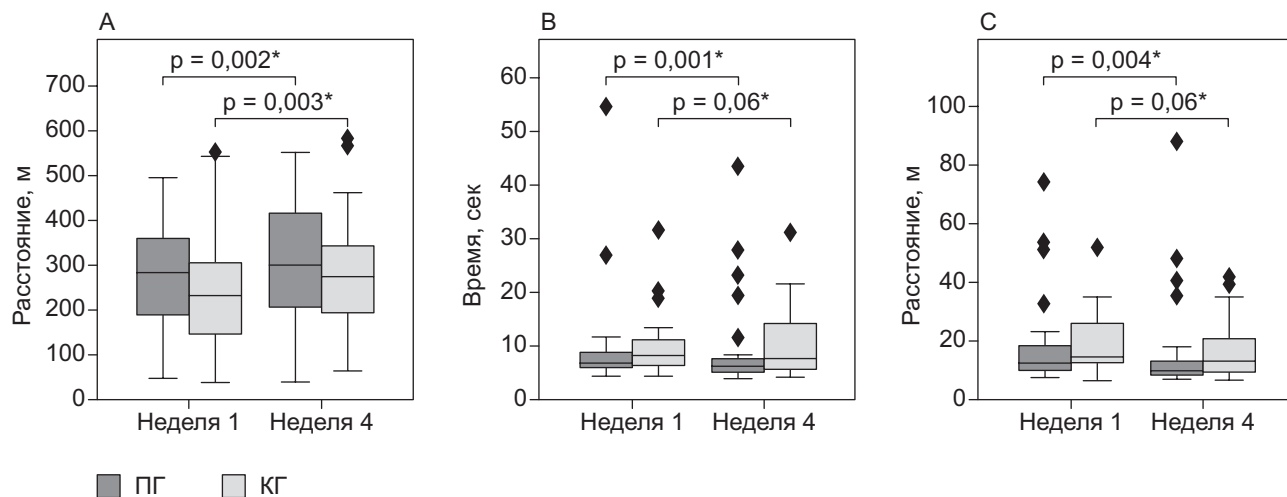 A
Расстояние, м
700
600
500
400
300
200
100
0
p = 0,002*
p = 0,003*
Неделя 1 Неделя 4
B
Время, сек
60
50
40
30
20
10
0
p = 0,001*
p = 0,06*
Неделя 1 Неделя 4
C
Расстояние, м
100
80
60
40
20
0
p = 0,004*
p = 0,06*
Неделя 1 Неделя 4
ПГ КГ